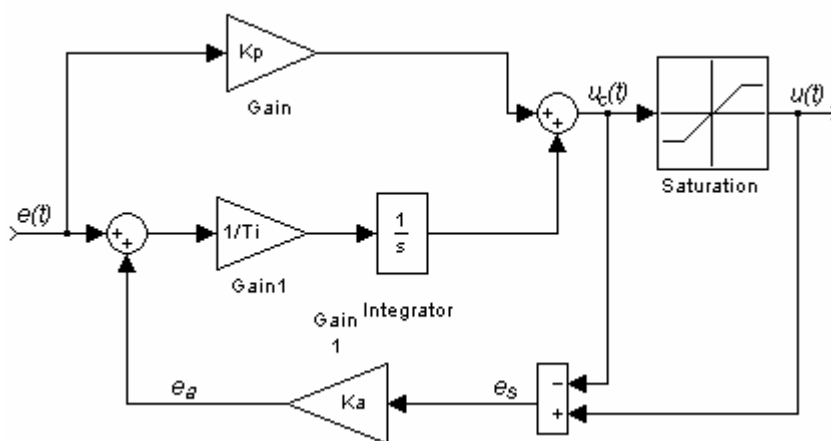 Kp
Gain
u_c(t)
u(t)
+
+
Saturation
e(t)
+
+
1/Ti
1
s
Gain1
Integrator
Gain
1
e_a
Ka
e_s
−
+